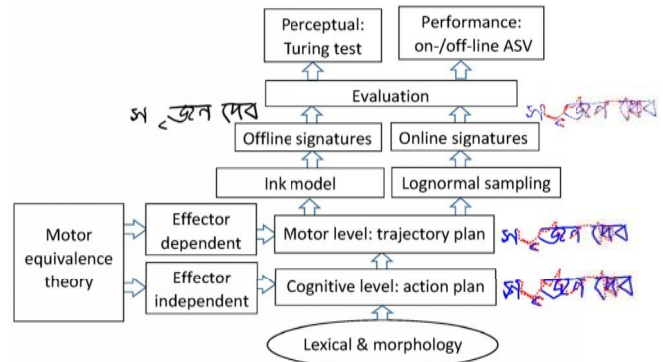 Perceptual:
Turing test
Performance:
on-/off-line ASV
Evaluation
সৃজন দেব
সৃজন দেব
Offline signatures
Online signatures
Ink model
Lognormal sampling
Motor
equivalence
theory
Effector
dependent
Motor level: trajectory plan
সৃজন দেব
Effector
independent
Cognitive level: action plan
সৃজন দেব
Lexical & morphology